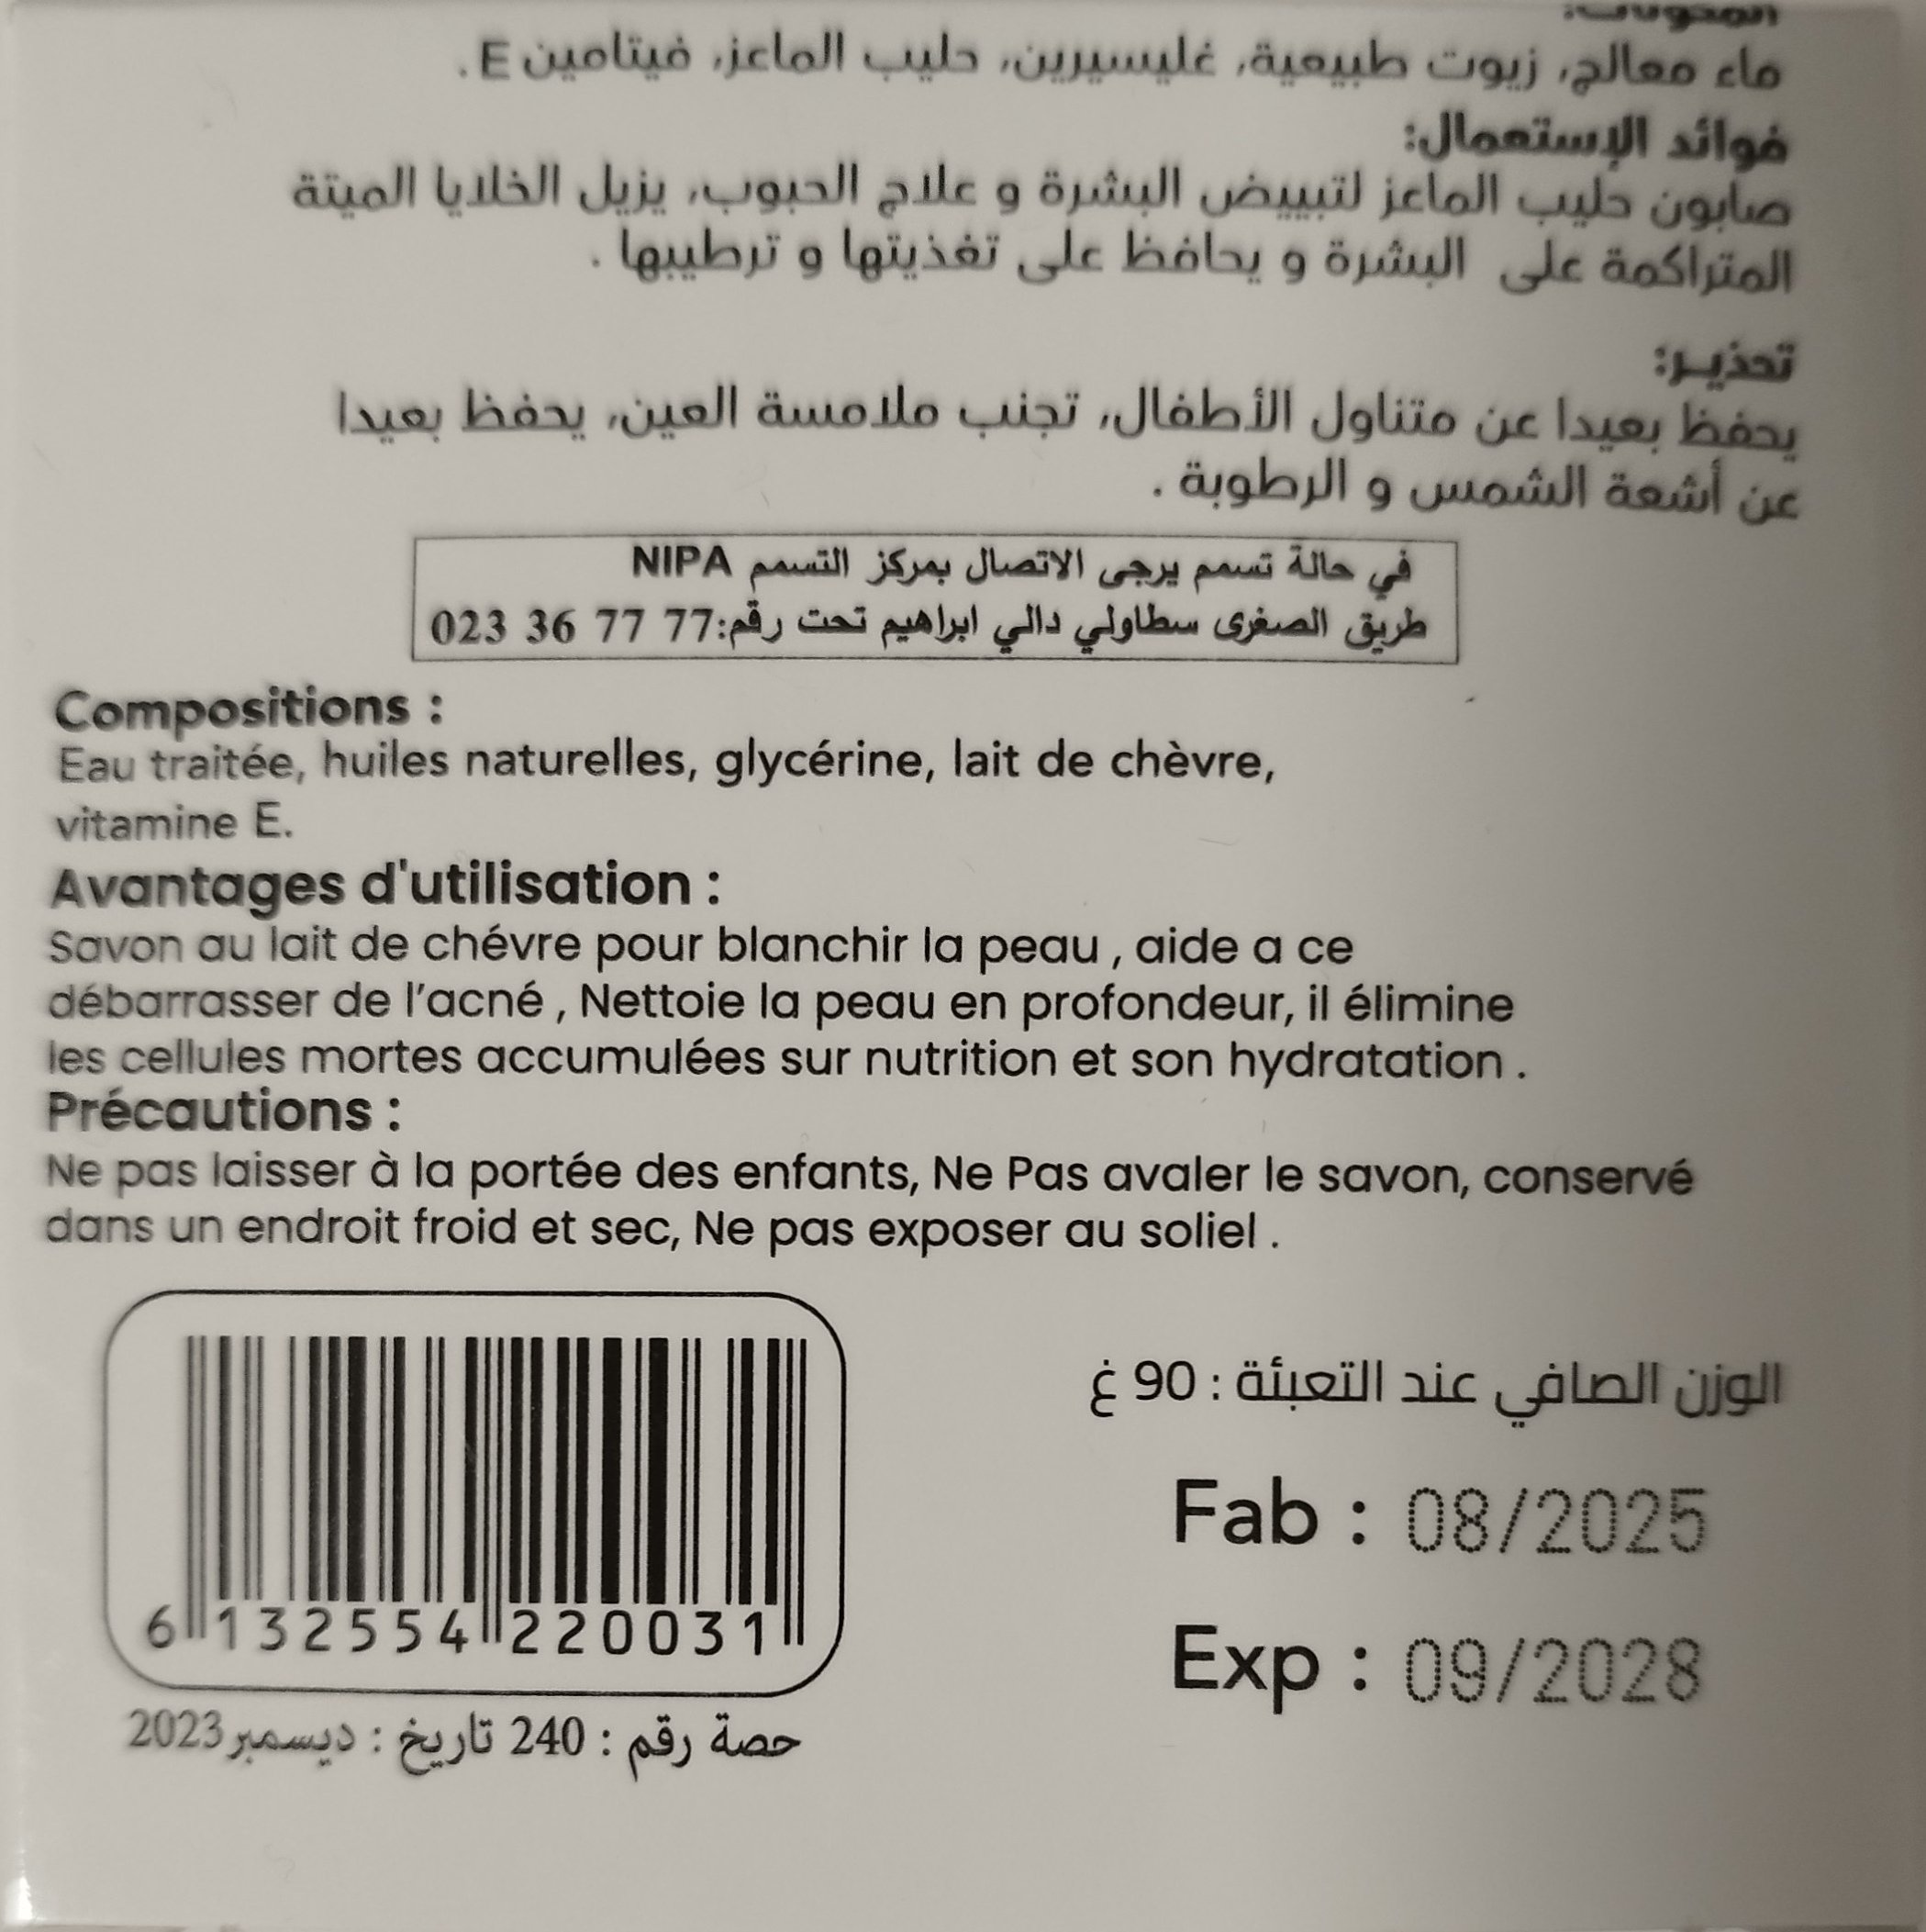 المكونات:
ماء معالج، زيوت طبيعية، غليسيرين، حليب الماعز، فيتامين E .
فوائد الإستعمال:
صابون حليب الماعز لتبييض البشرة و علاج الحبوب، يزيل الخلايا الميتة
المتراكمة على البشرة و يحافظ على تغذيتها و ترطيبها .
تحذير:
يحفظ بعيدا عن متناول الأطفال، تجنب ملامسة العين، يحفظ بعيدا
عن أشعة الشمس و الرطوبة .
في حالة تسمم يرجى الاتصال بمركز التسمم NIPA
طريق الصغرى سطاولي دالي ابراهيم تحت رقم:77 77 36 023
Compositions :
Eau traitée, huiles naturelles, glycérine, lait de chèvre,
vitamine E.
Avantages d'utilisation :
Savon au lait de chévre pour blanchir la peau , aide a ce
débarrasser de l’acné , Nettoie la peau en profondeur, il élimine
les cellules mortes accumulées sur nutrition et son hydratation .
Précautions :
Ne pas laisser à la portée des enfants, Ne Pas avaler le savon, conservé
dans un endroit froid et sec, Ne pas exposer au soliel .
الوزن الصافي عند التعبئة : 90 غ
Fab : 08/2025
Exp : 09/2028
6 132554 220031
حصة رقم : 240 تاريخ : ديسمبر 2023